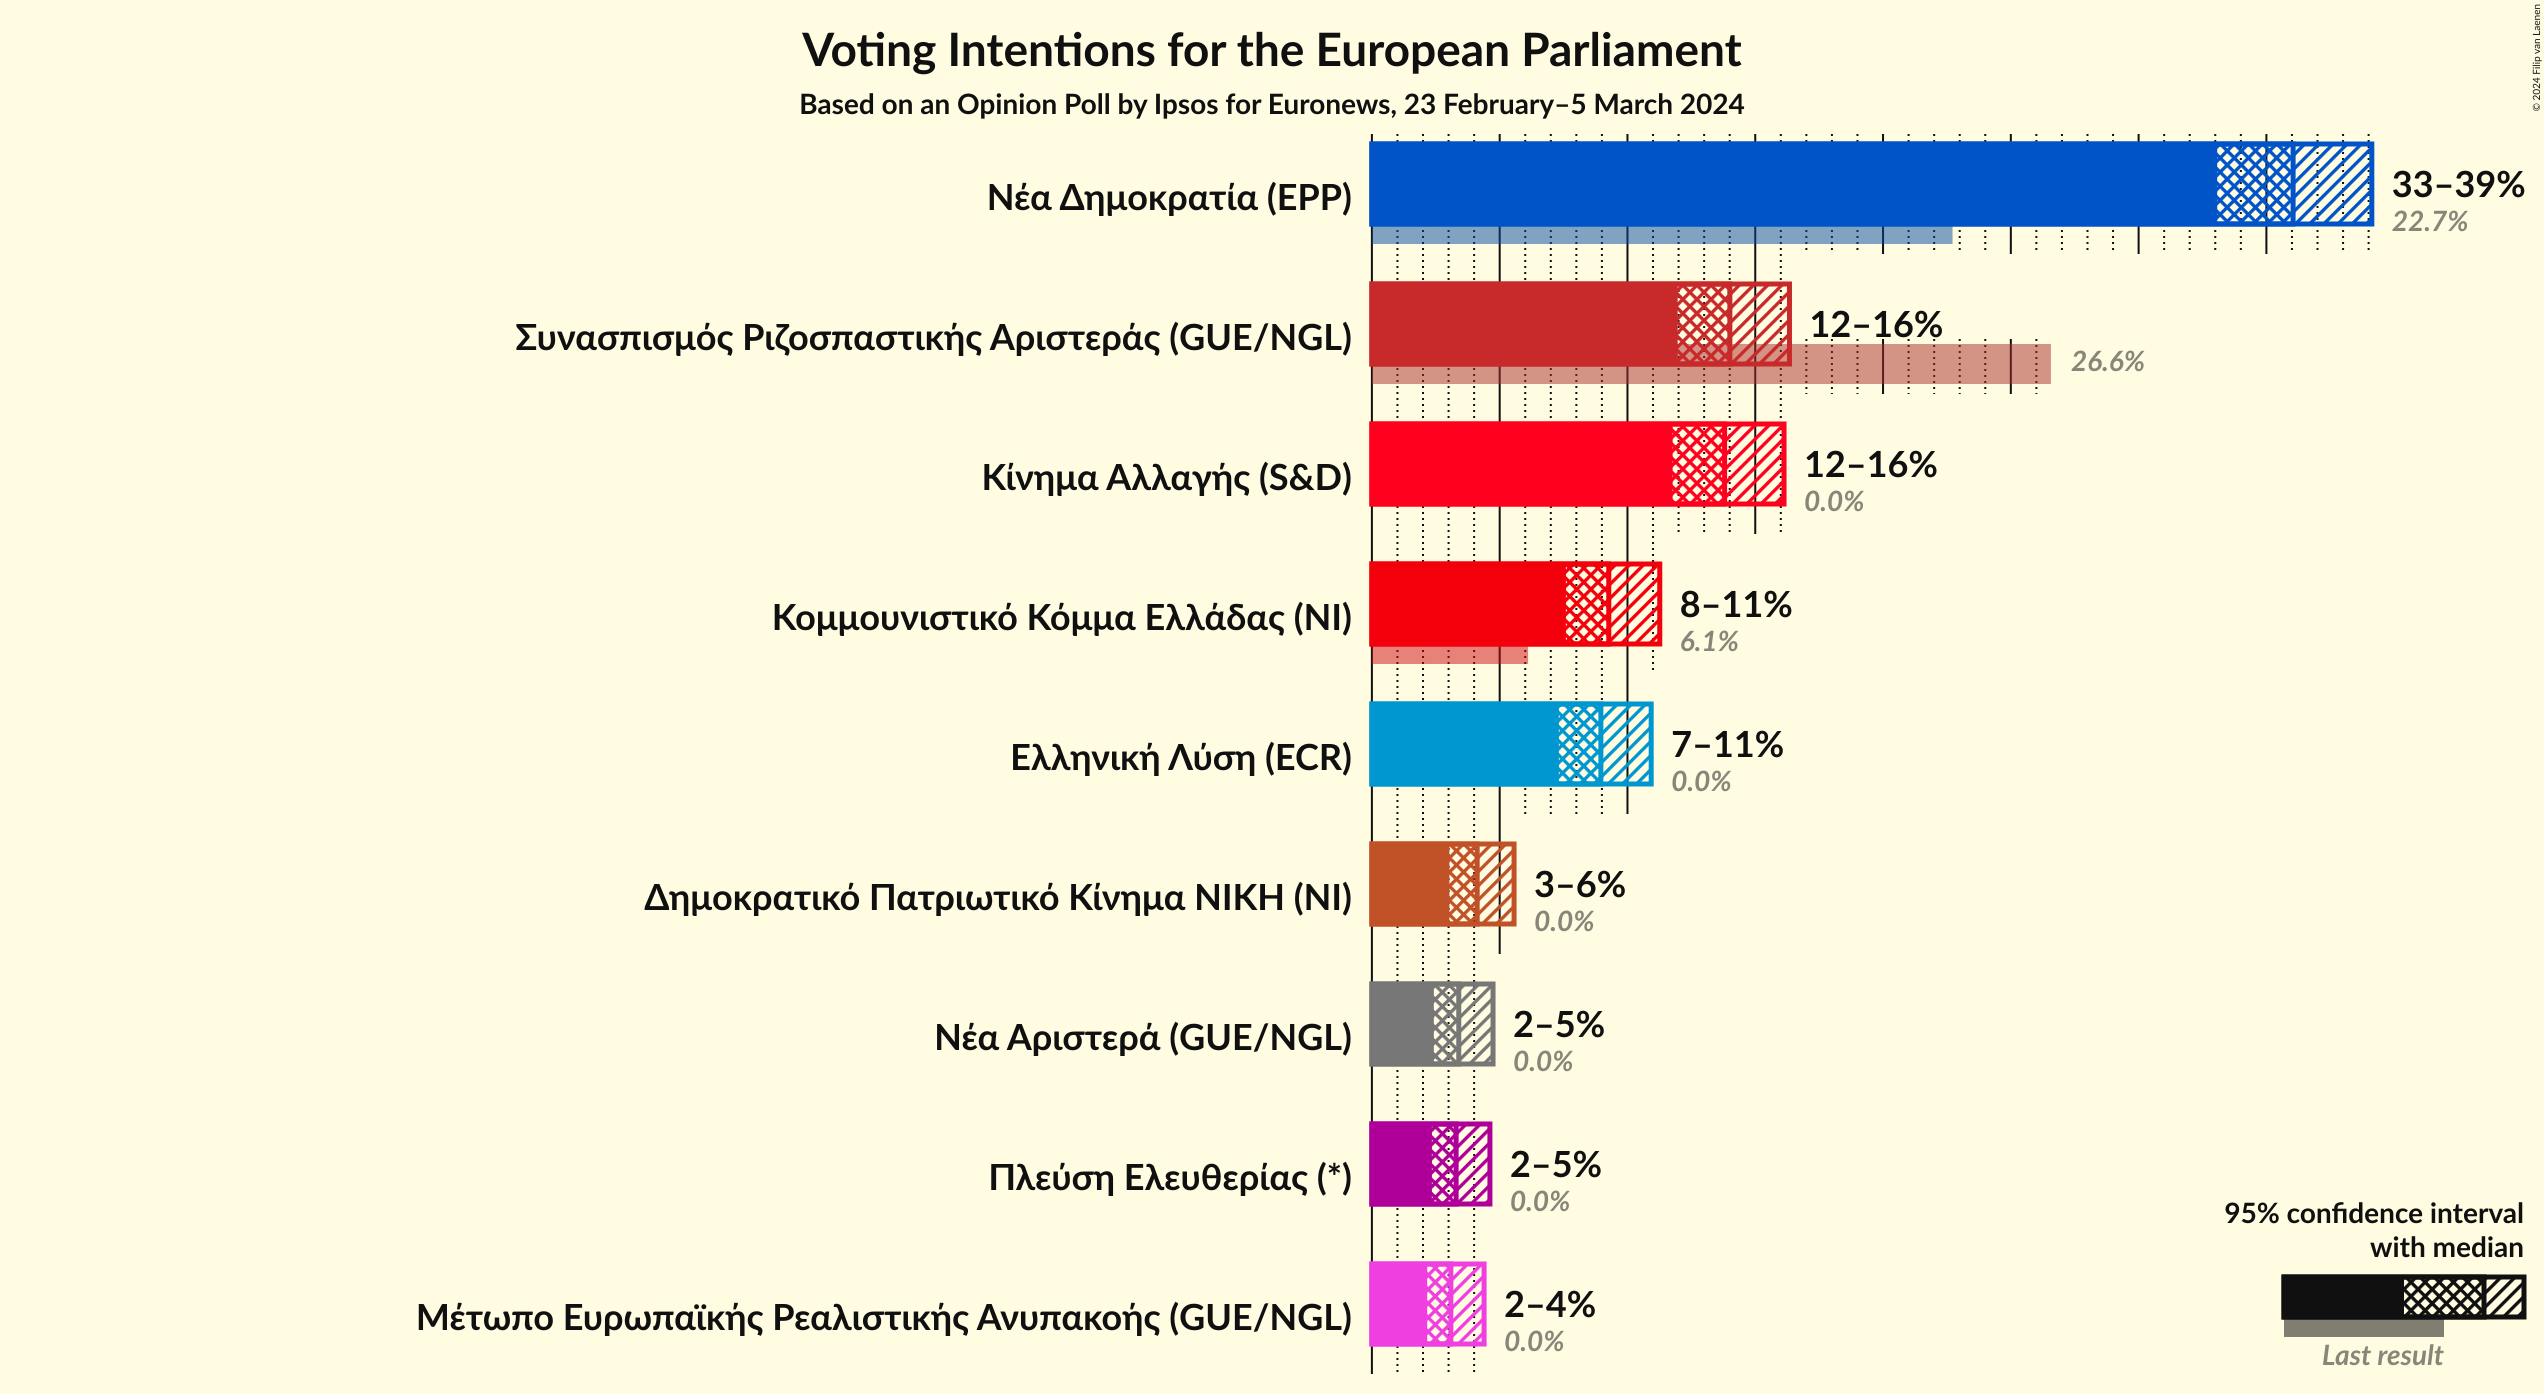 Voting Intentions for the European Parliament
Based on an Opinion Poll by Ipsos for Euronews, 23 February–5 March 2024
© 2024 Filip van Laenen
Νέα Δημοκρατία (EPP)
33–39%
22.7%
Συνασπισμός Ριζοσπαστικής Αριστεράς (GUE/NGL)
12–16%
26.6%
Κίνημα Αλλαγής (S&D)
12–16%
0.0%
Κομμουνιστικό Κόμμα Ελλάδας (NI)
8–11%
6.1%
Ελληνική Λύση (ECR)
7–11%
0.0%
Δημοκρατικό Πατριωτικό Κίνημα ΝΙΚΗ (NI)
3–6%
0.0%
Νέα Αριστερά (GUE/NGL)
2–5%
0.0%
Πλεύση Ελευθερίας (*)
2–5%
0.0%
Μέτωπο Ευρωπαϊκής Ρεαλιστικής Ανυπακοής (GUE/NGL)
2–4%
0.0%
95% confidence interval
with median
Last result